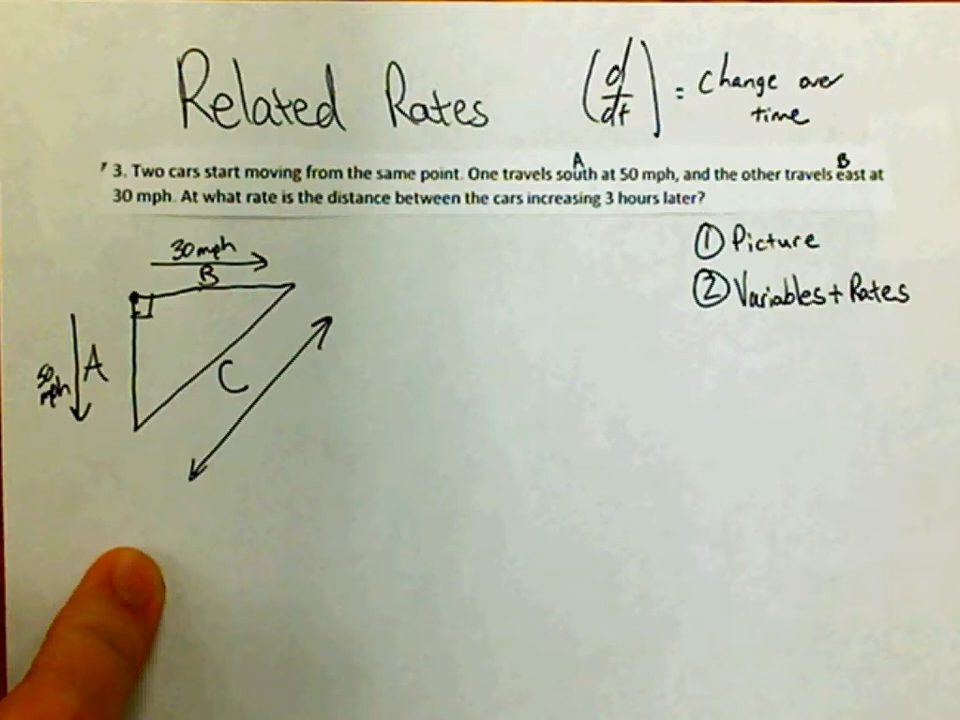 Related Rates (d/dt) = Change over time
A B
3. Two cars start moving from the same point. One travels south at 50 mph, and the other travels east at
30 mph. At what rate is the distance between the cars increasing 3 hours later?
① Picture
② Variables + Rates
30 mph
B
50 mph
A
C